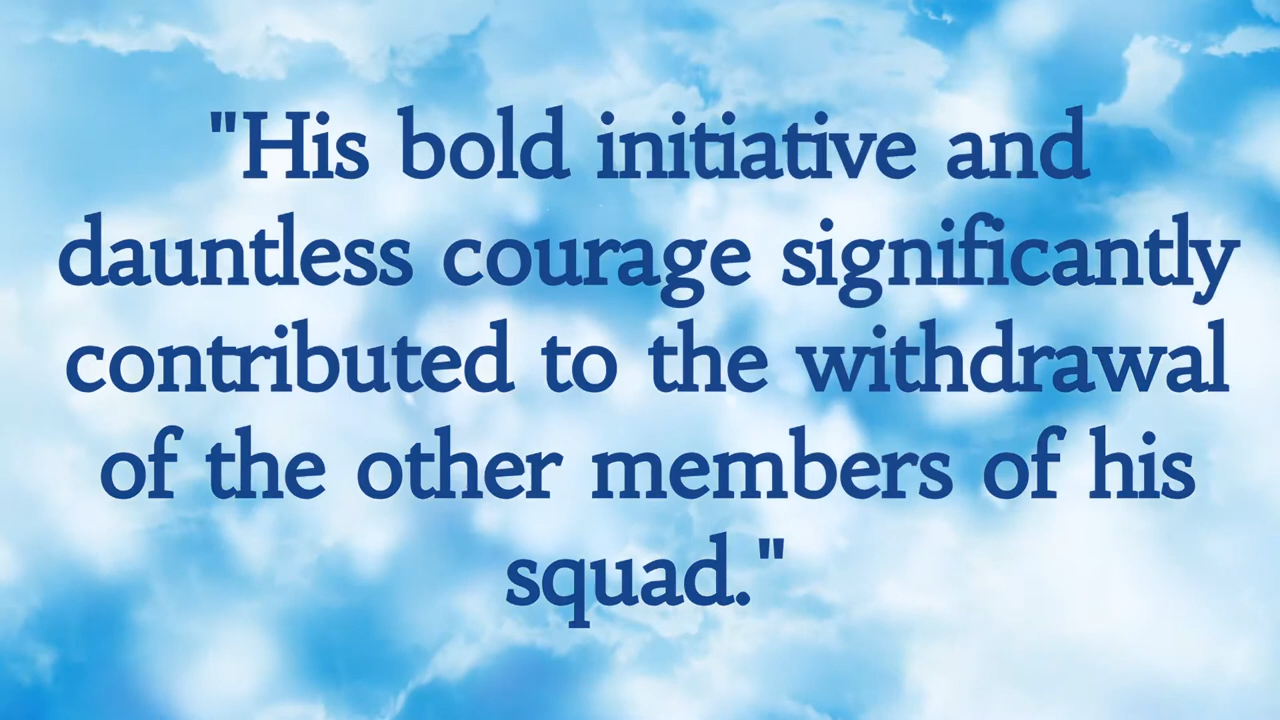 "His bold initiative and
dauntless courage significantly
contributed to the withdrawal
of the other members of his
squad."